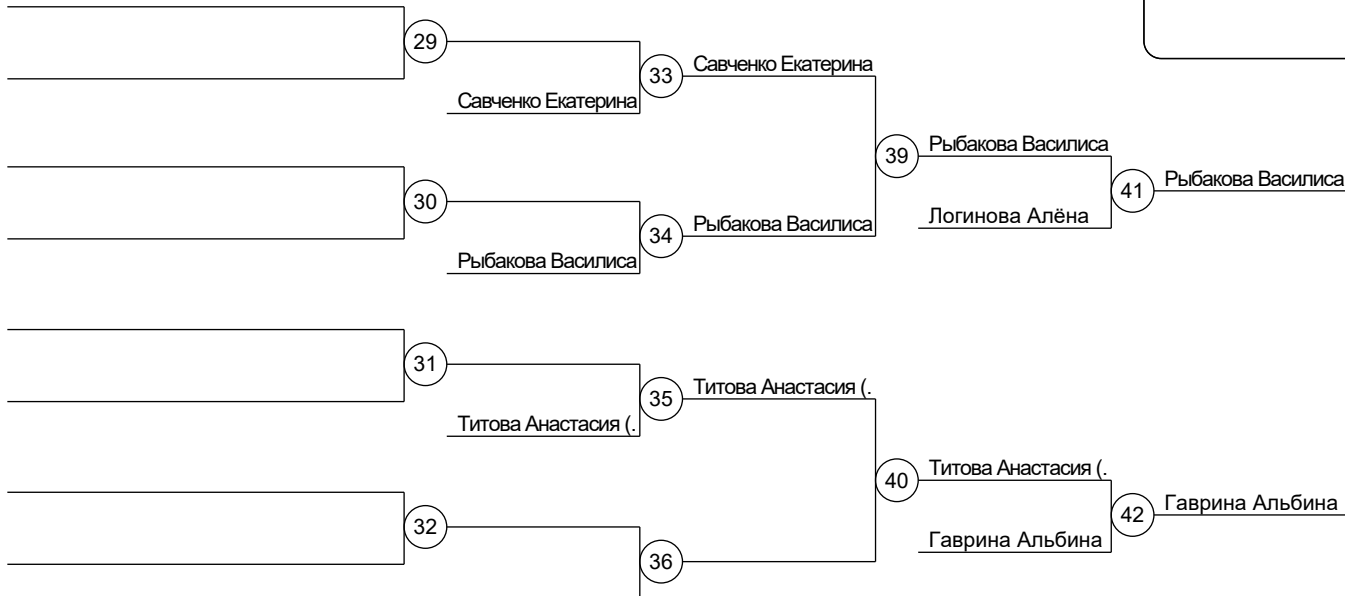 29
33 Савченко Екатерина
Савченко Екатерина
39 Рыбакова Василиса
41 Рыбакова Василиса
30
34 Рыбакова Василиса
Логинова Алёна
Рыбакова Василиса
31
35 Титова Анастасия (.
Титова Анастасия (.
40 Титова Анастасия (.
42 Гаврина Альбина
32
Гаврина Альбина
36